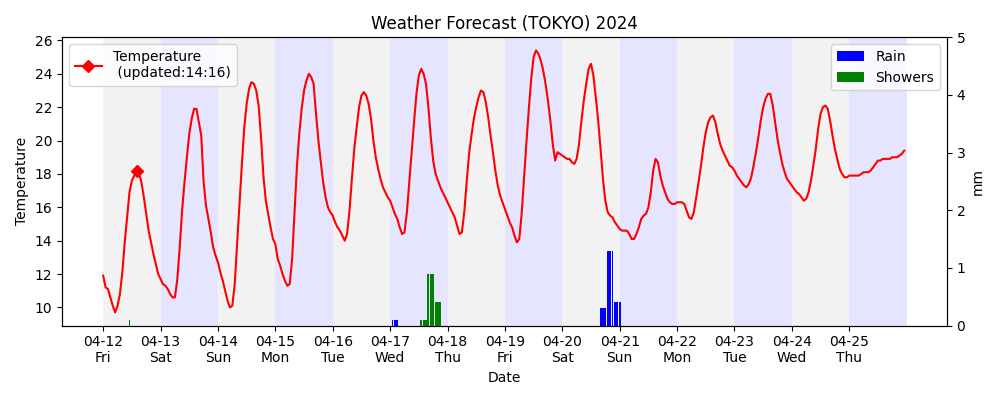 Weather Forecast (TOKYO) 2024
Temperature
(updated:14:16)
Rain
Showers
Temperature
26
24
22
20
18
16
14
12
10
5
4
3
2
1
0
mm
04-12 04-13 04-14 04-15 04-16 04-17 04-18 04-19 04-20 04-21 04-22 04-23 04-24 04-25
Fri Sat Sun Mon Tue Wed Thu Fri Sat Sun Mon Tue Wed Thu
Date